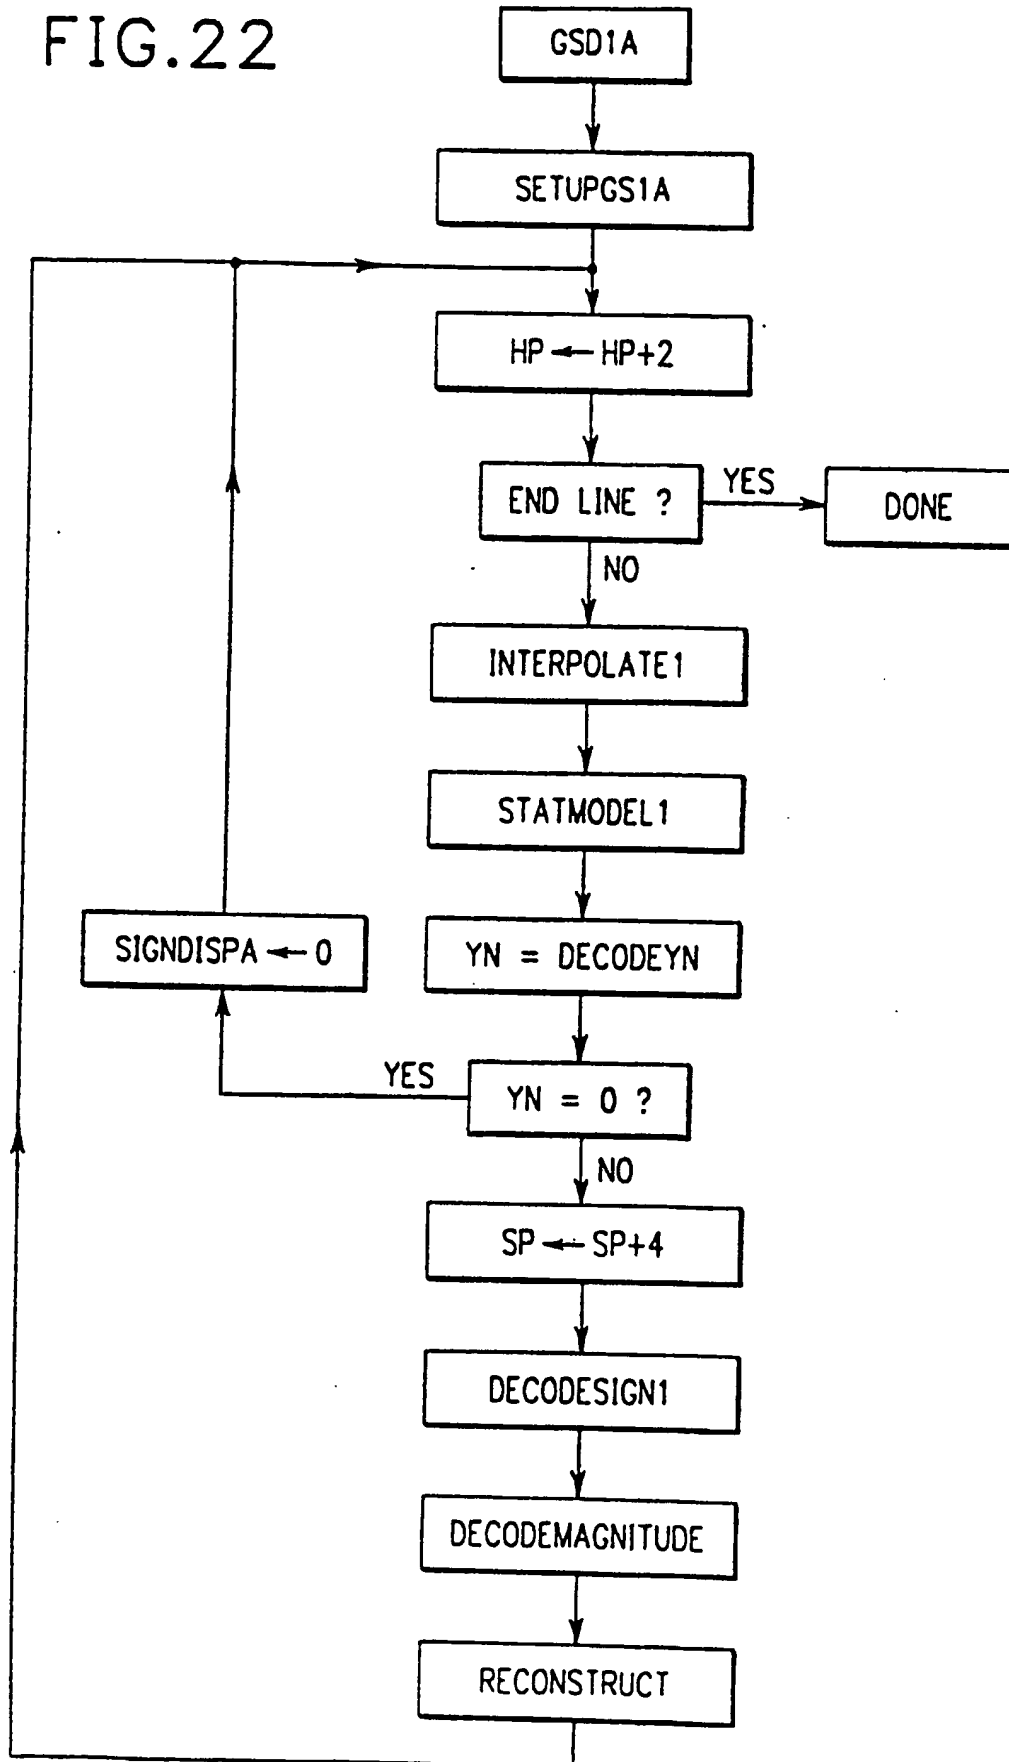 FIG.22
GSD1A
SETUPGS1A
HP ← HP+2
END LINE ?
YES
DONE
NO
INTERPOLATE1
STATMODEL1
SIGNDISPA ← 0
YN = DECODEYN
YES
YN = 0 ?
NO
SP ← SP+4
DECODESIGN1
DECODEMAGNITUDE
RECONSTRUCT